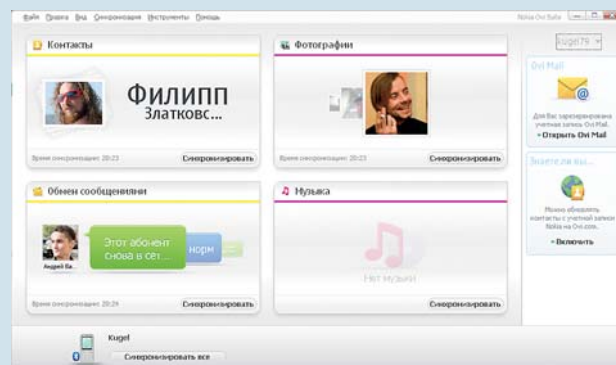 Файл Правка Вид Синхронизация Инструменты Помощь
Nokia Ovi Suite
Контакты
Филипп
Златковс...
Время синхронизации: 20:23
Синхронизировать
Фотографии
Время синхронизации: 20:23
Синхронизировать
kugel79
Ovi Mail
Для Вас зарезервирована
учетная запись Ovi Mail.
Открыть Ovi Mail
Обмен сообщениями
Этот абонент
снова в сет...
норм
Андрей Ба...
Время синхронизации: 20:24
Синхронизировать
Музыка
Нет музыки
Синхронизировать
Знаете ли вы...
Можно обновлять
контакты с учетной записи
Nokia на Ovi.com.
Включить
Kugel
Синхронизировать все